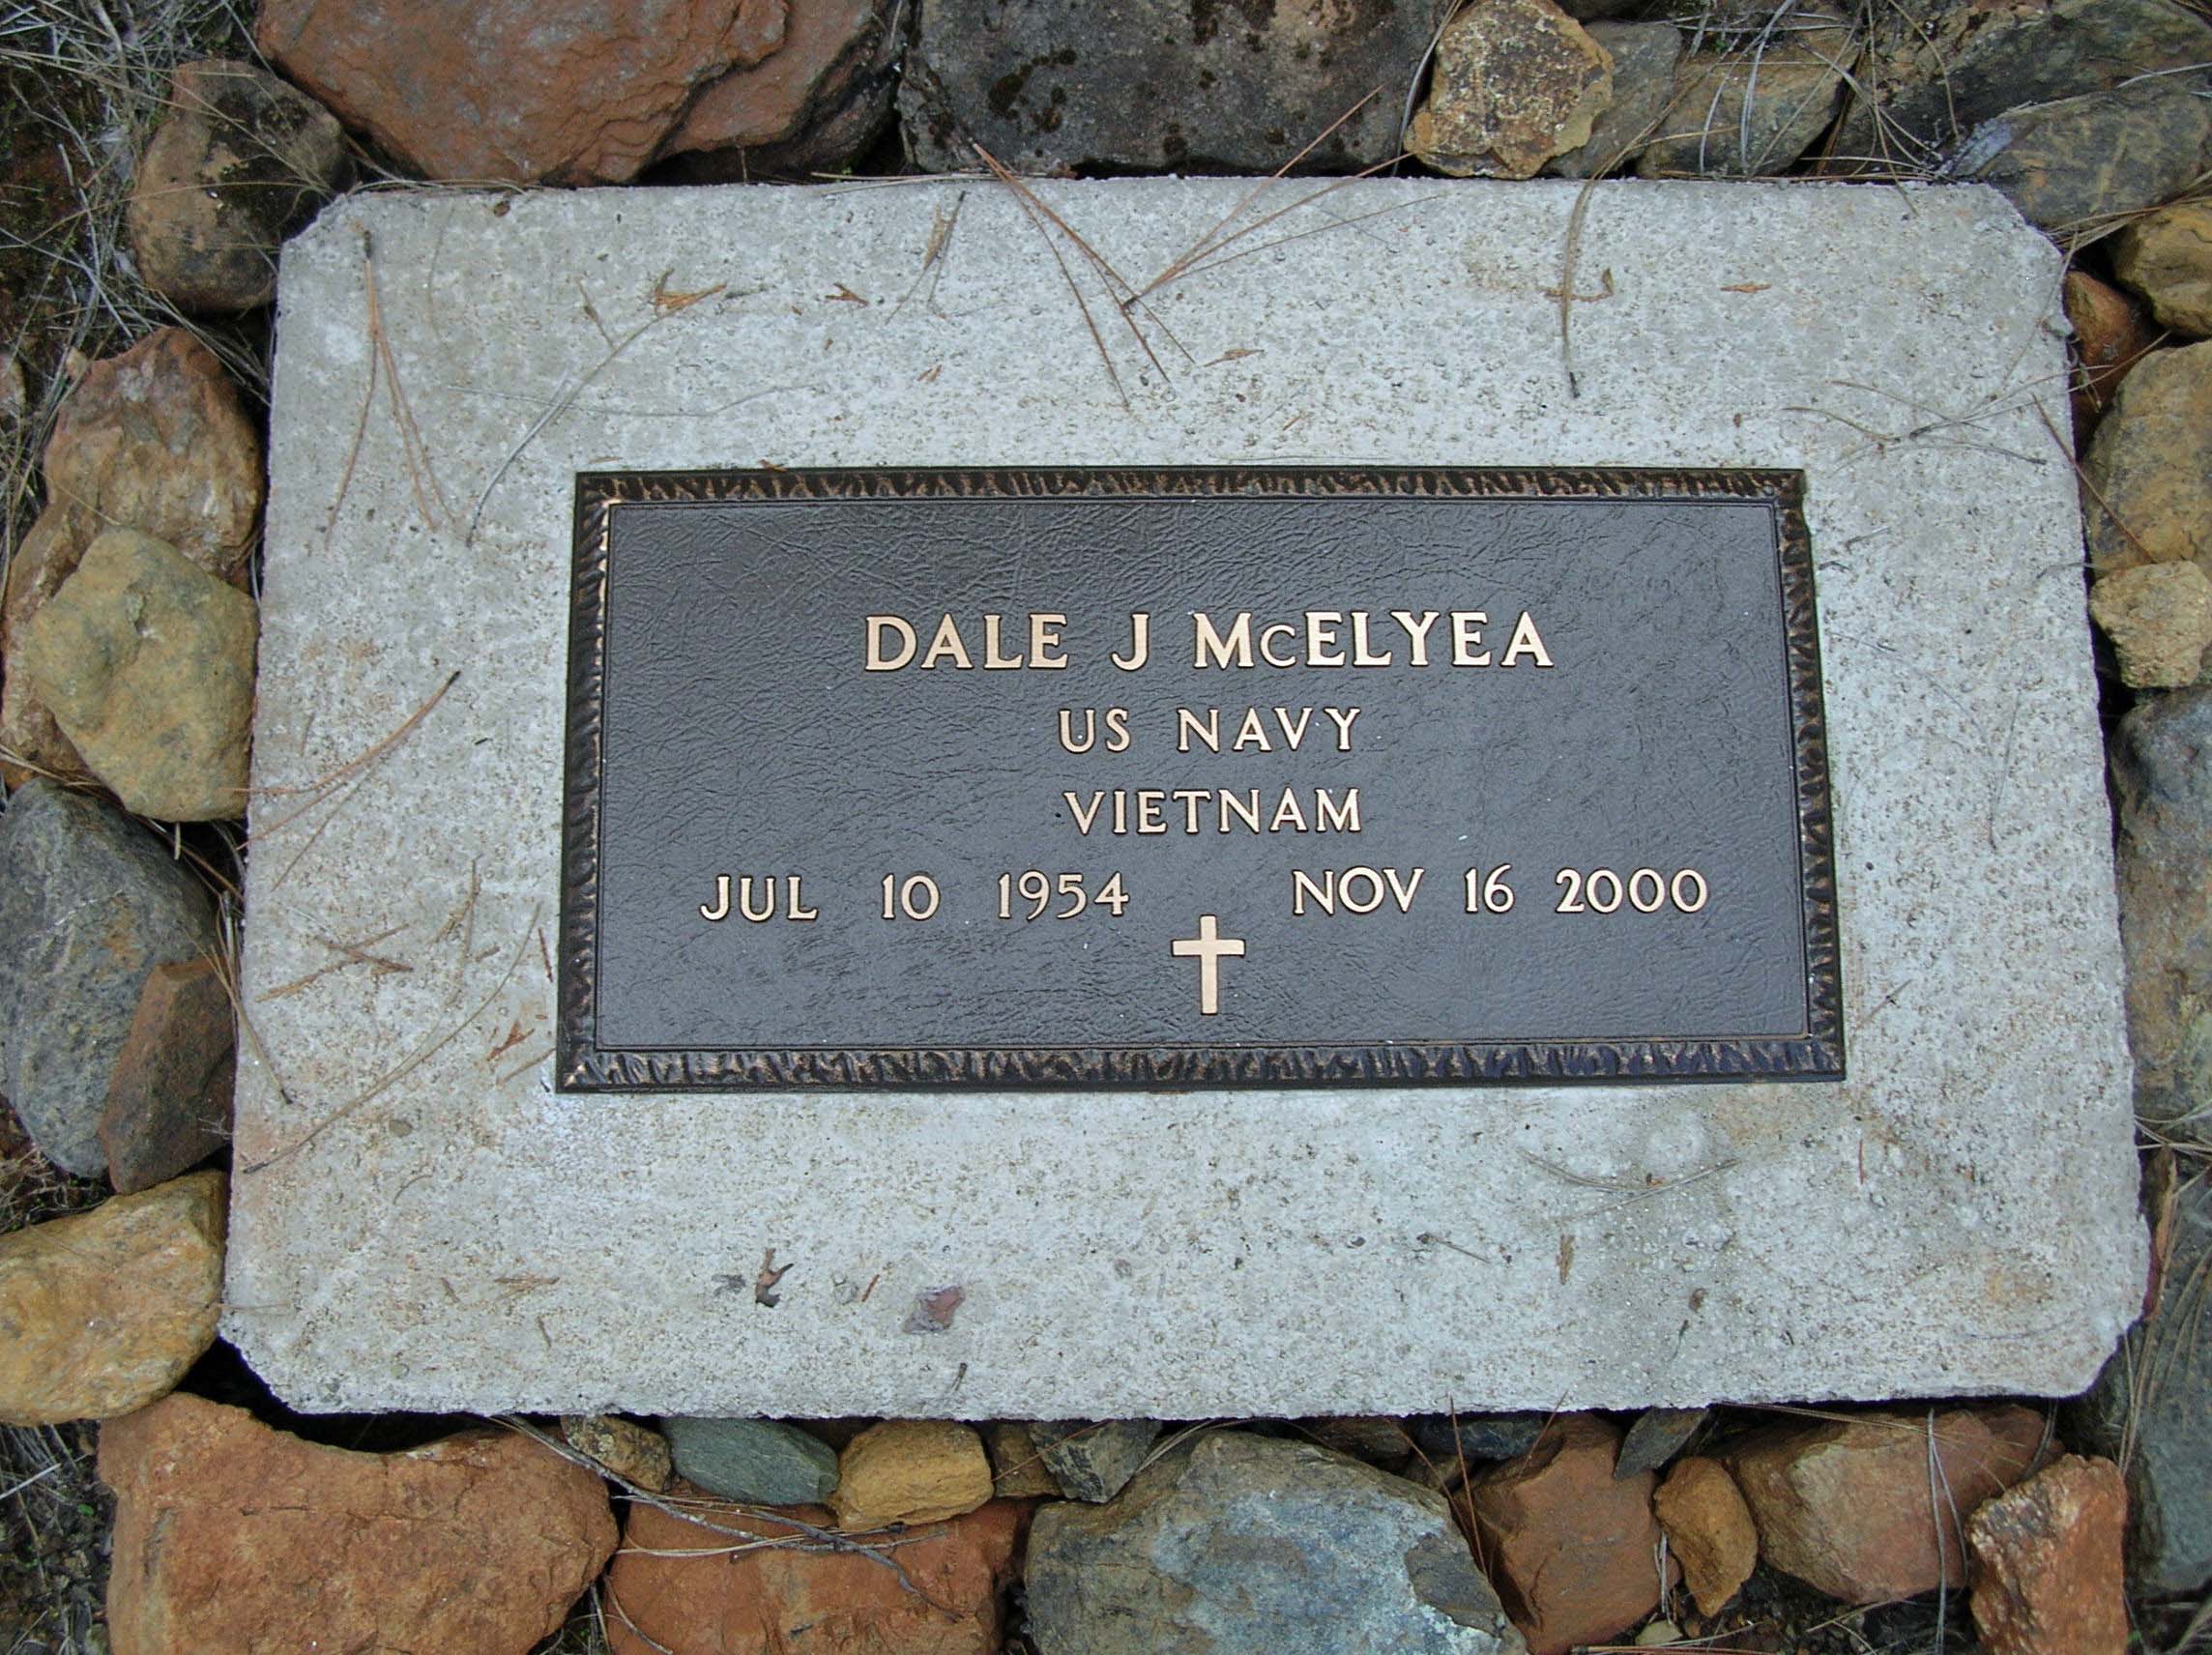 DALE J McELYEA
US NAVY
VIETNAM
JUL 10 1954 NOV 16 2000